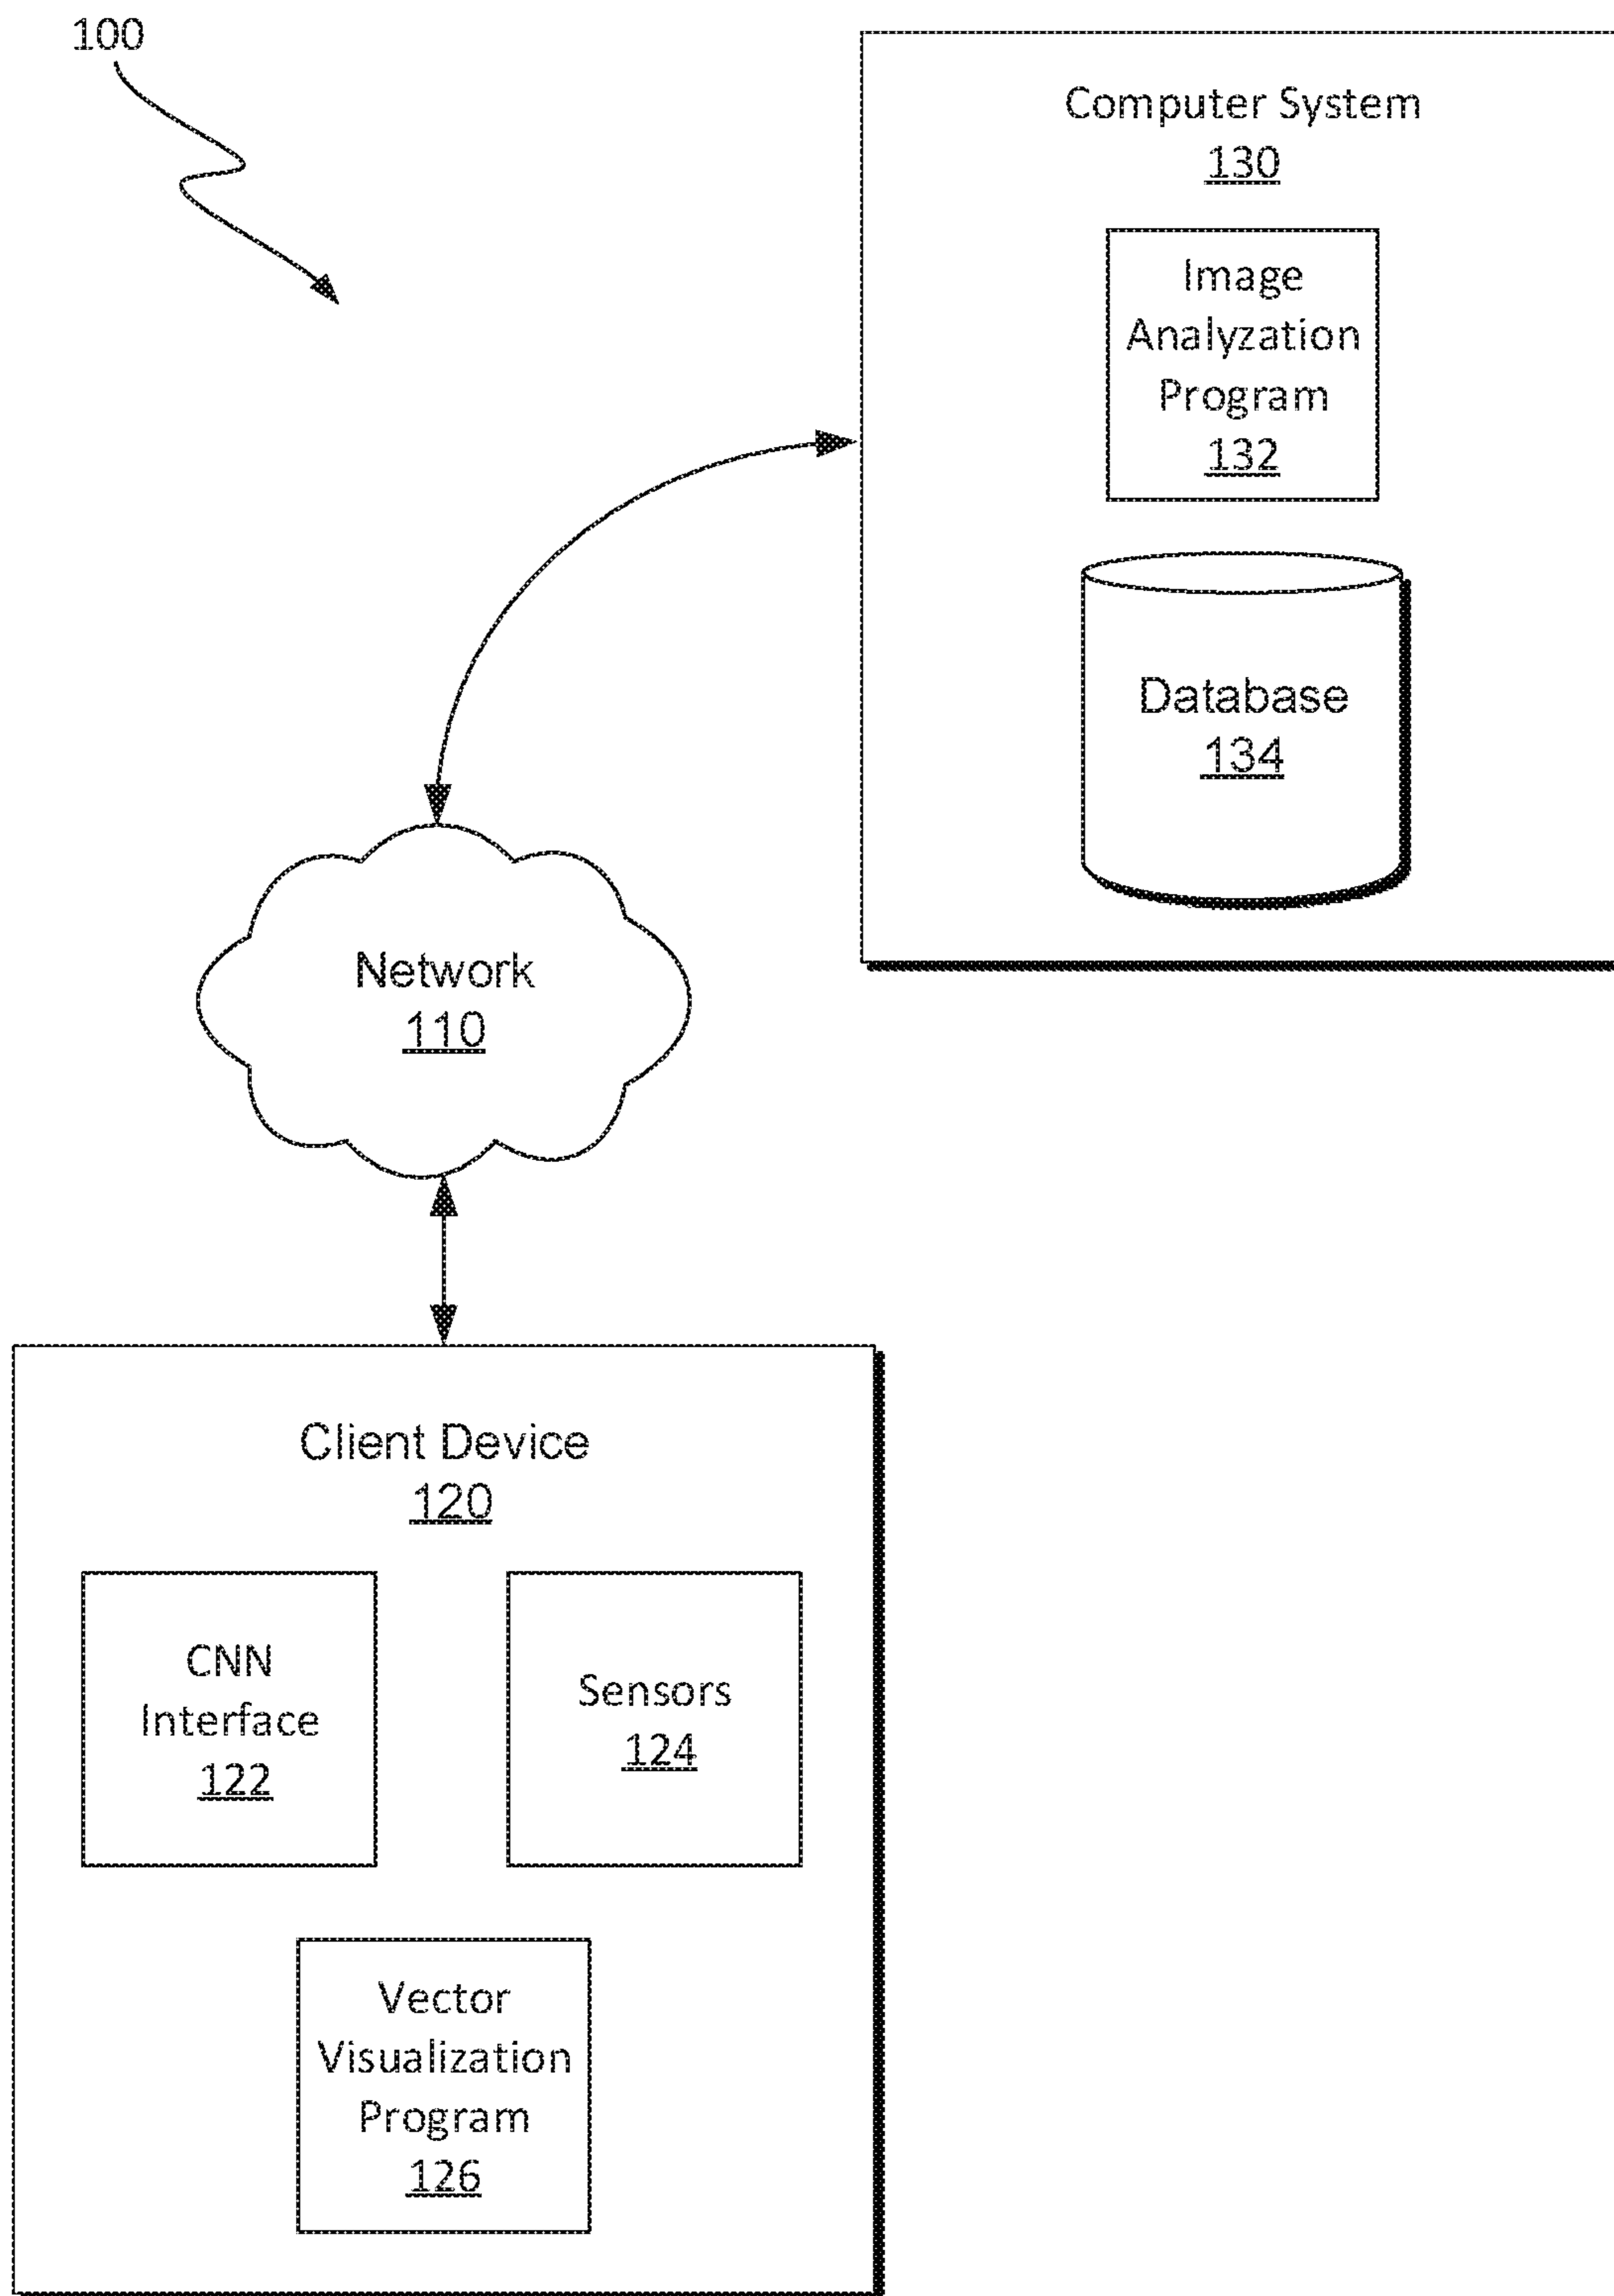 100
Computer System
130
Image
Analyzation
Program
132
Database
134
Network
110
Client Device
120
CNN
Interface
122
Sensors
124
Vector
Visualization
Program
126